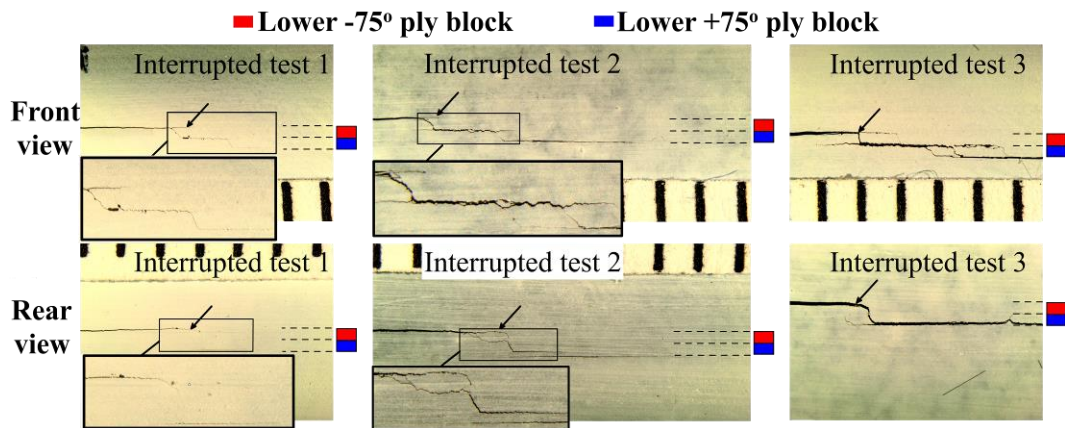 Lower -75° ply block
Lower +75° ply block
Interrupted test 1
Interrupted test 2
Interrupted test 3
Front
view
Interrupted test 1
Interrupted test 2
Interrupted test 3
Rear
view